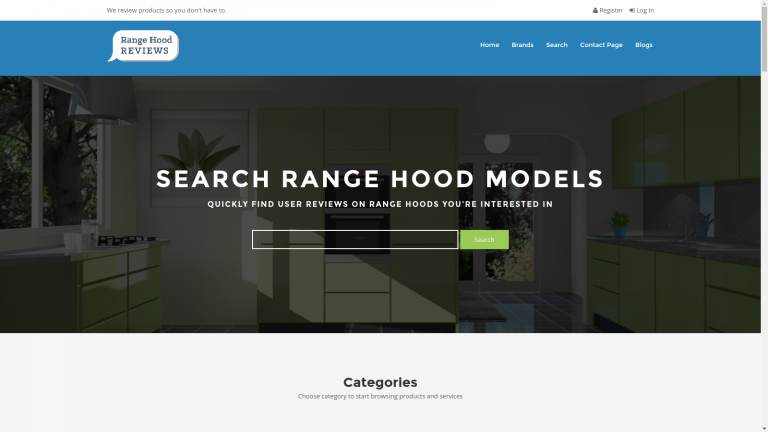 We review products so you don't have to.
Register
Log In
Range Hood
REVIEWS
Home
Brands
Search
Contact Page
Blogs
SEARCH RANGE HOOD MODELS
QUICKLY FIND USER REVIEWS ON RANGE HOODS YOU'RE INTERESTED IN
Search
Categories
Choose category to start browsing products and services